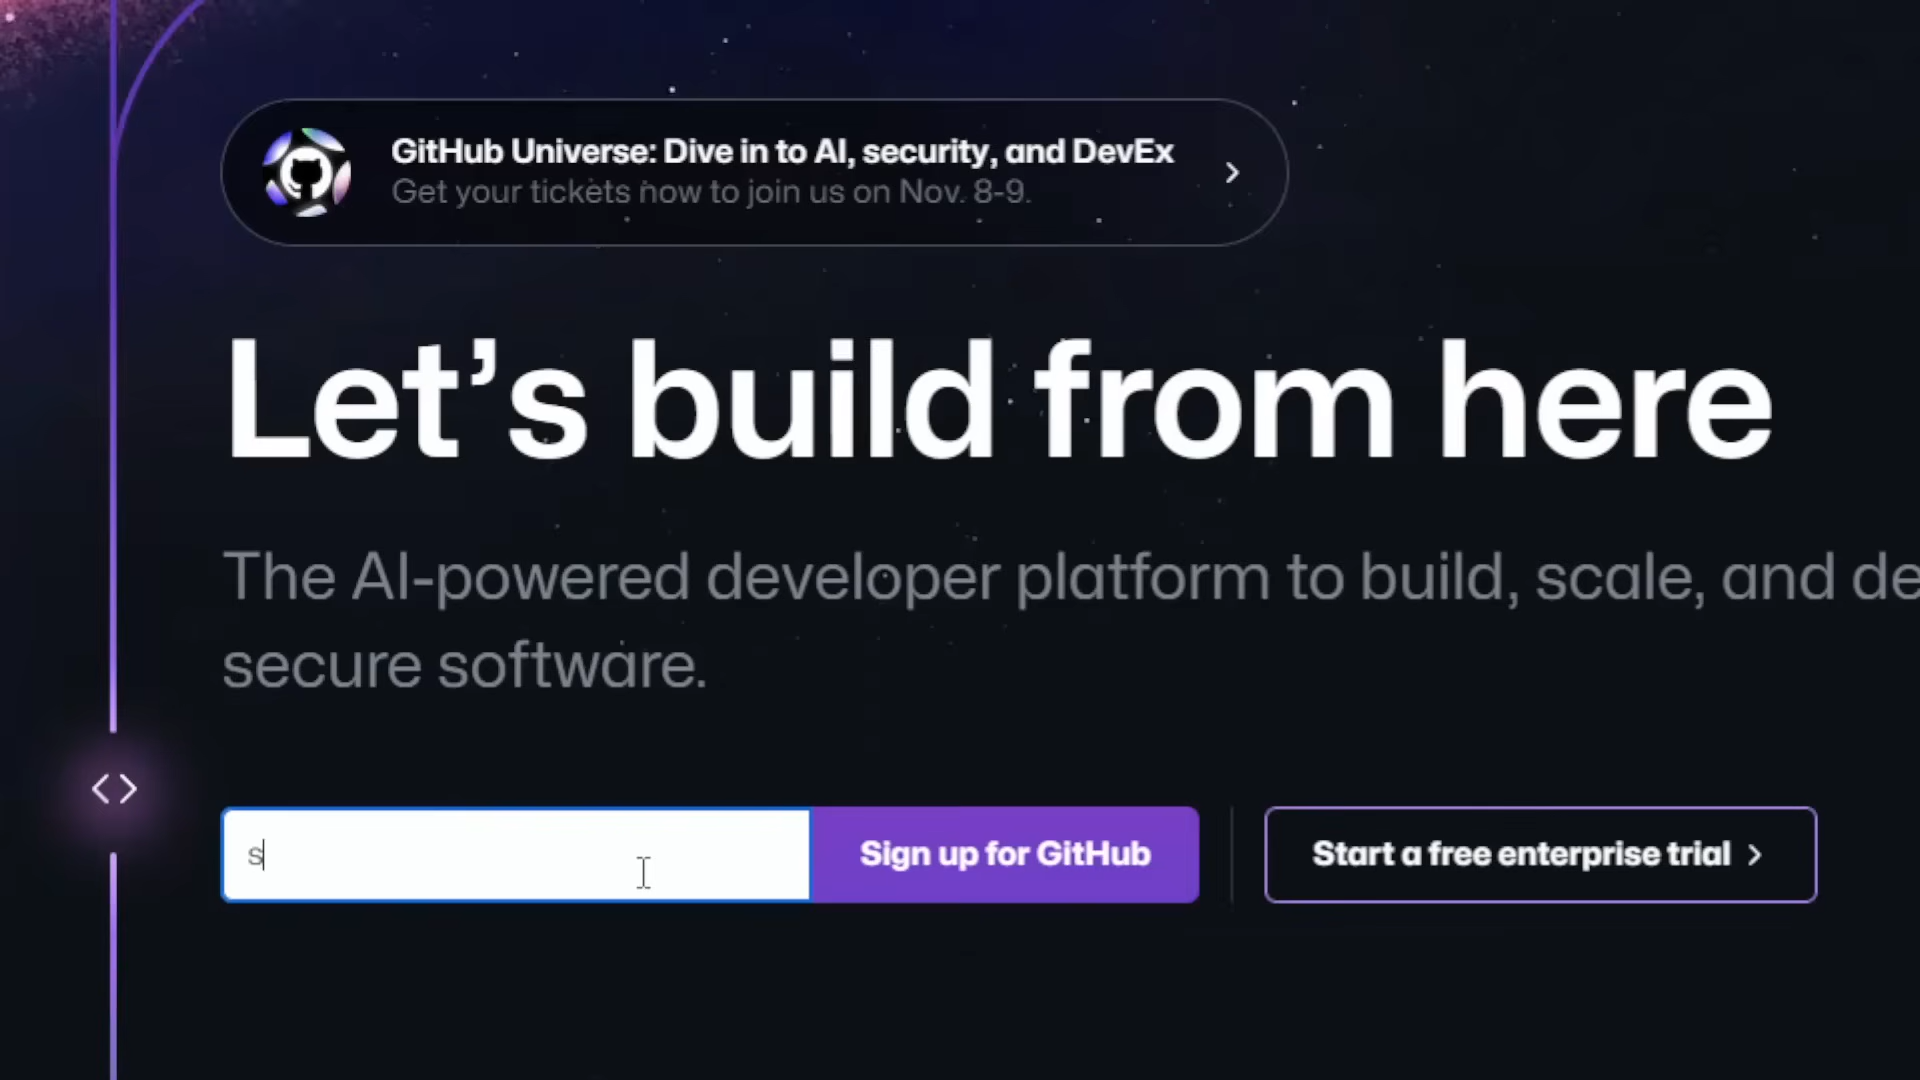 GitHub Universe: Dive in to AI, security, and DevEx
Get your tickets now to join us on Nov. 8-9.
Let’s build from here
The AI-powered developer platform to build, scale, and de
secure software.
s
Sign up for GitHub
Start a free enterprise trial